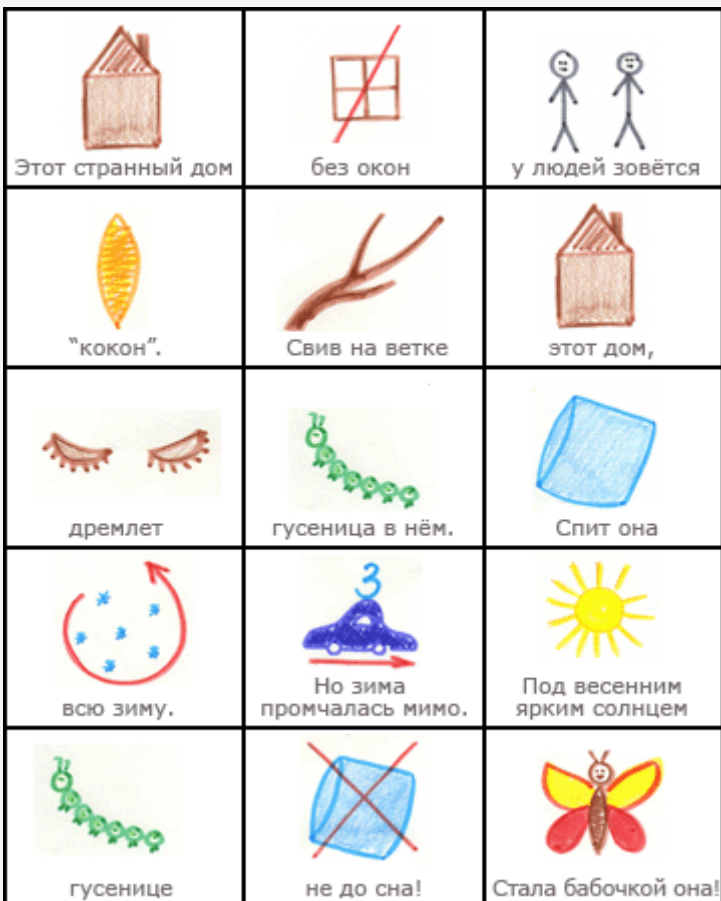 Этот странный дом
без окон
у людей зовётся
“кокон”.
Свив на ветке
этот дом,
дремлет
гусеница в нём.
Спит она
всю зиму.
З
Но зима
промчалась мимо.
Под весенним
ярким солнцем
гусенице
не до сна!
Стала бабочкой она!